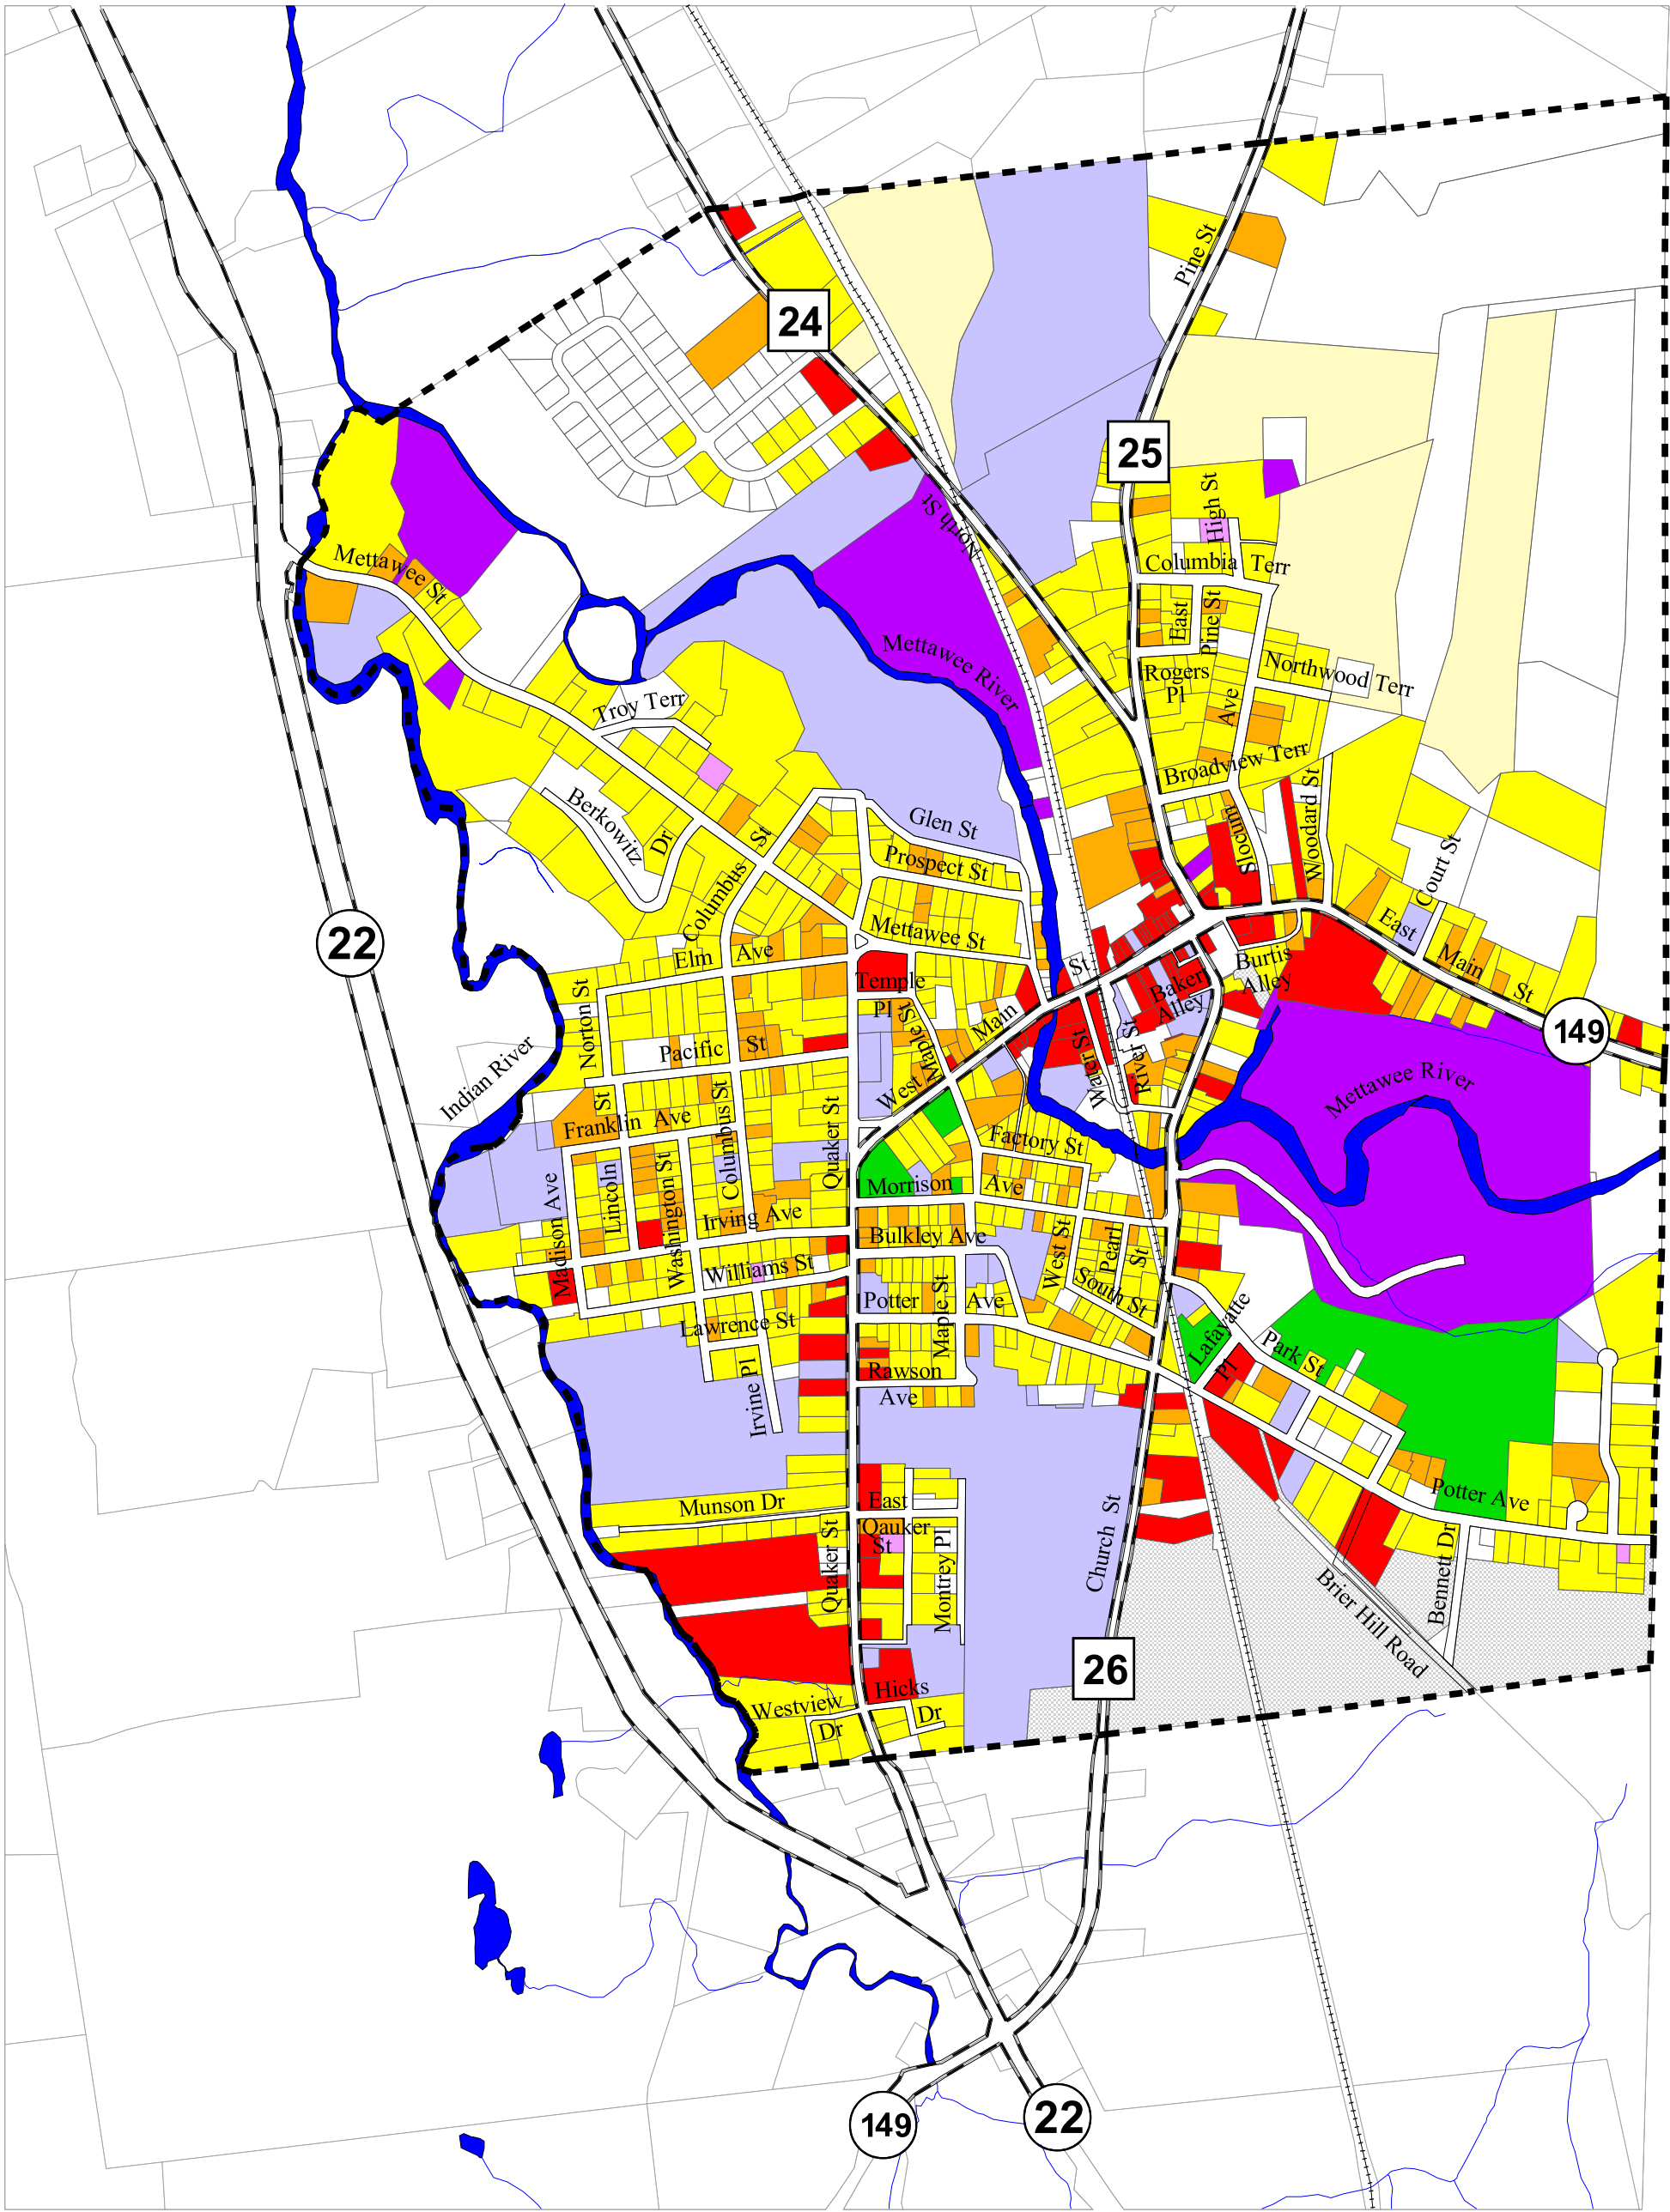 24
Pine St
25
North St
High St
Columbia Terr
Mettawee St
East
Pine St
Mettawee River
Rogers
Pl
Northwood Terr
Ave
Troy Terr
Broadview Terr
Berkowitz
Dr
Glen St
Slocum
Woodard St
Columbus St
Prospect St
Court St
22
Mettawee St
East Main St
Elm Ave
Burtis
Alley
Temple
Pl
St
Baker
Alley
Norton St
Maple St
West Main
149
Pacific St
Water St
River St
Indian River
Mettawee River
St
Franklin Ave
Columbus St
Quaker St
Factory St
Lincoln
Washington St
Madison Ave
Morrison Ave
Irving Ave
Bulkley Ave
West St
Pearl
St
Williams St
South St
Potter Ave
Maple St
Lafayatte
Pl
Park St
Lawrence St
Rawson
Ave
Irvine Pl
Munson Dr
East
Qauker
St
Potter Ave
Quaker St
Montrey Pl
Church St
Bennett Dr
Brier Hill Road
26
Hicks
Dr
Westview
Dr
149
22